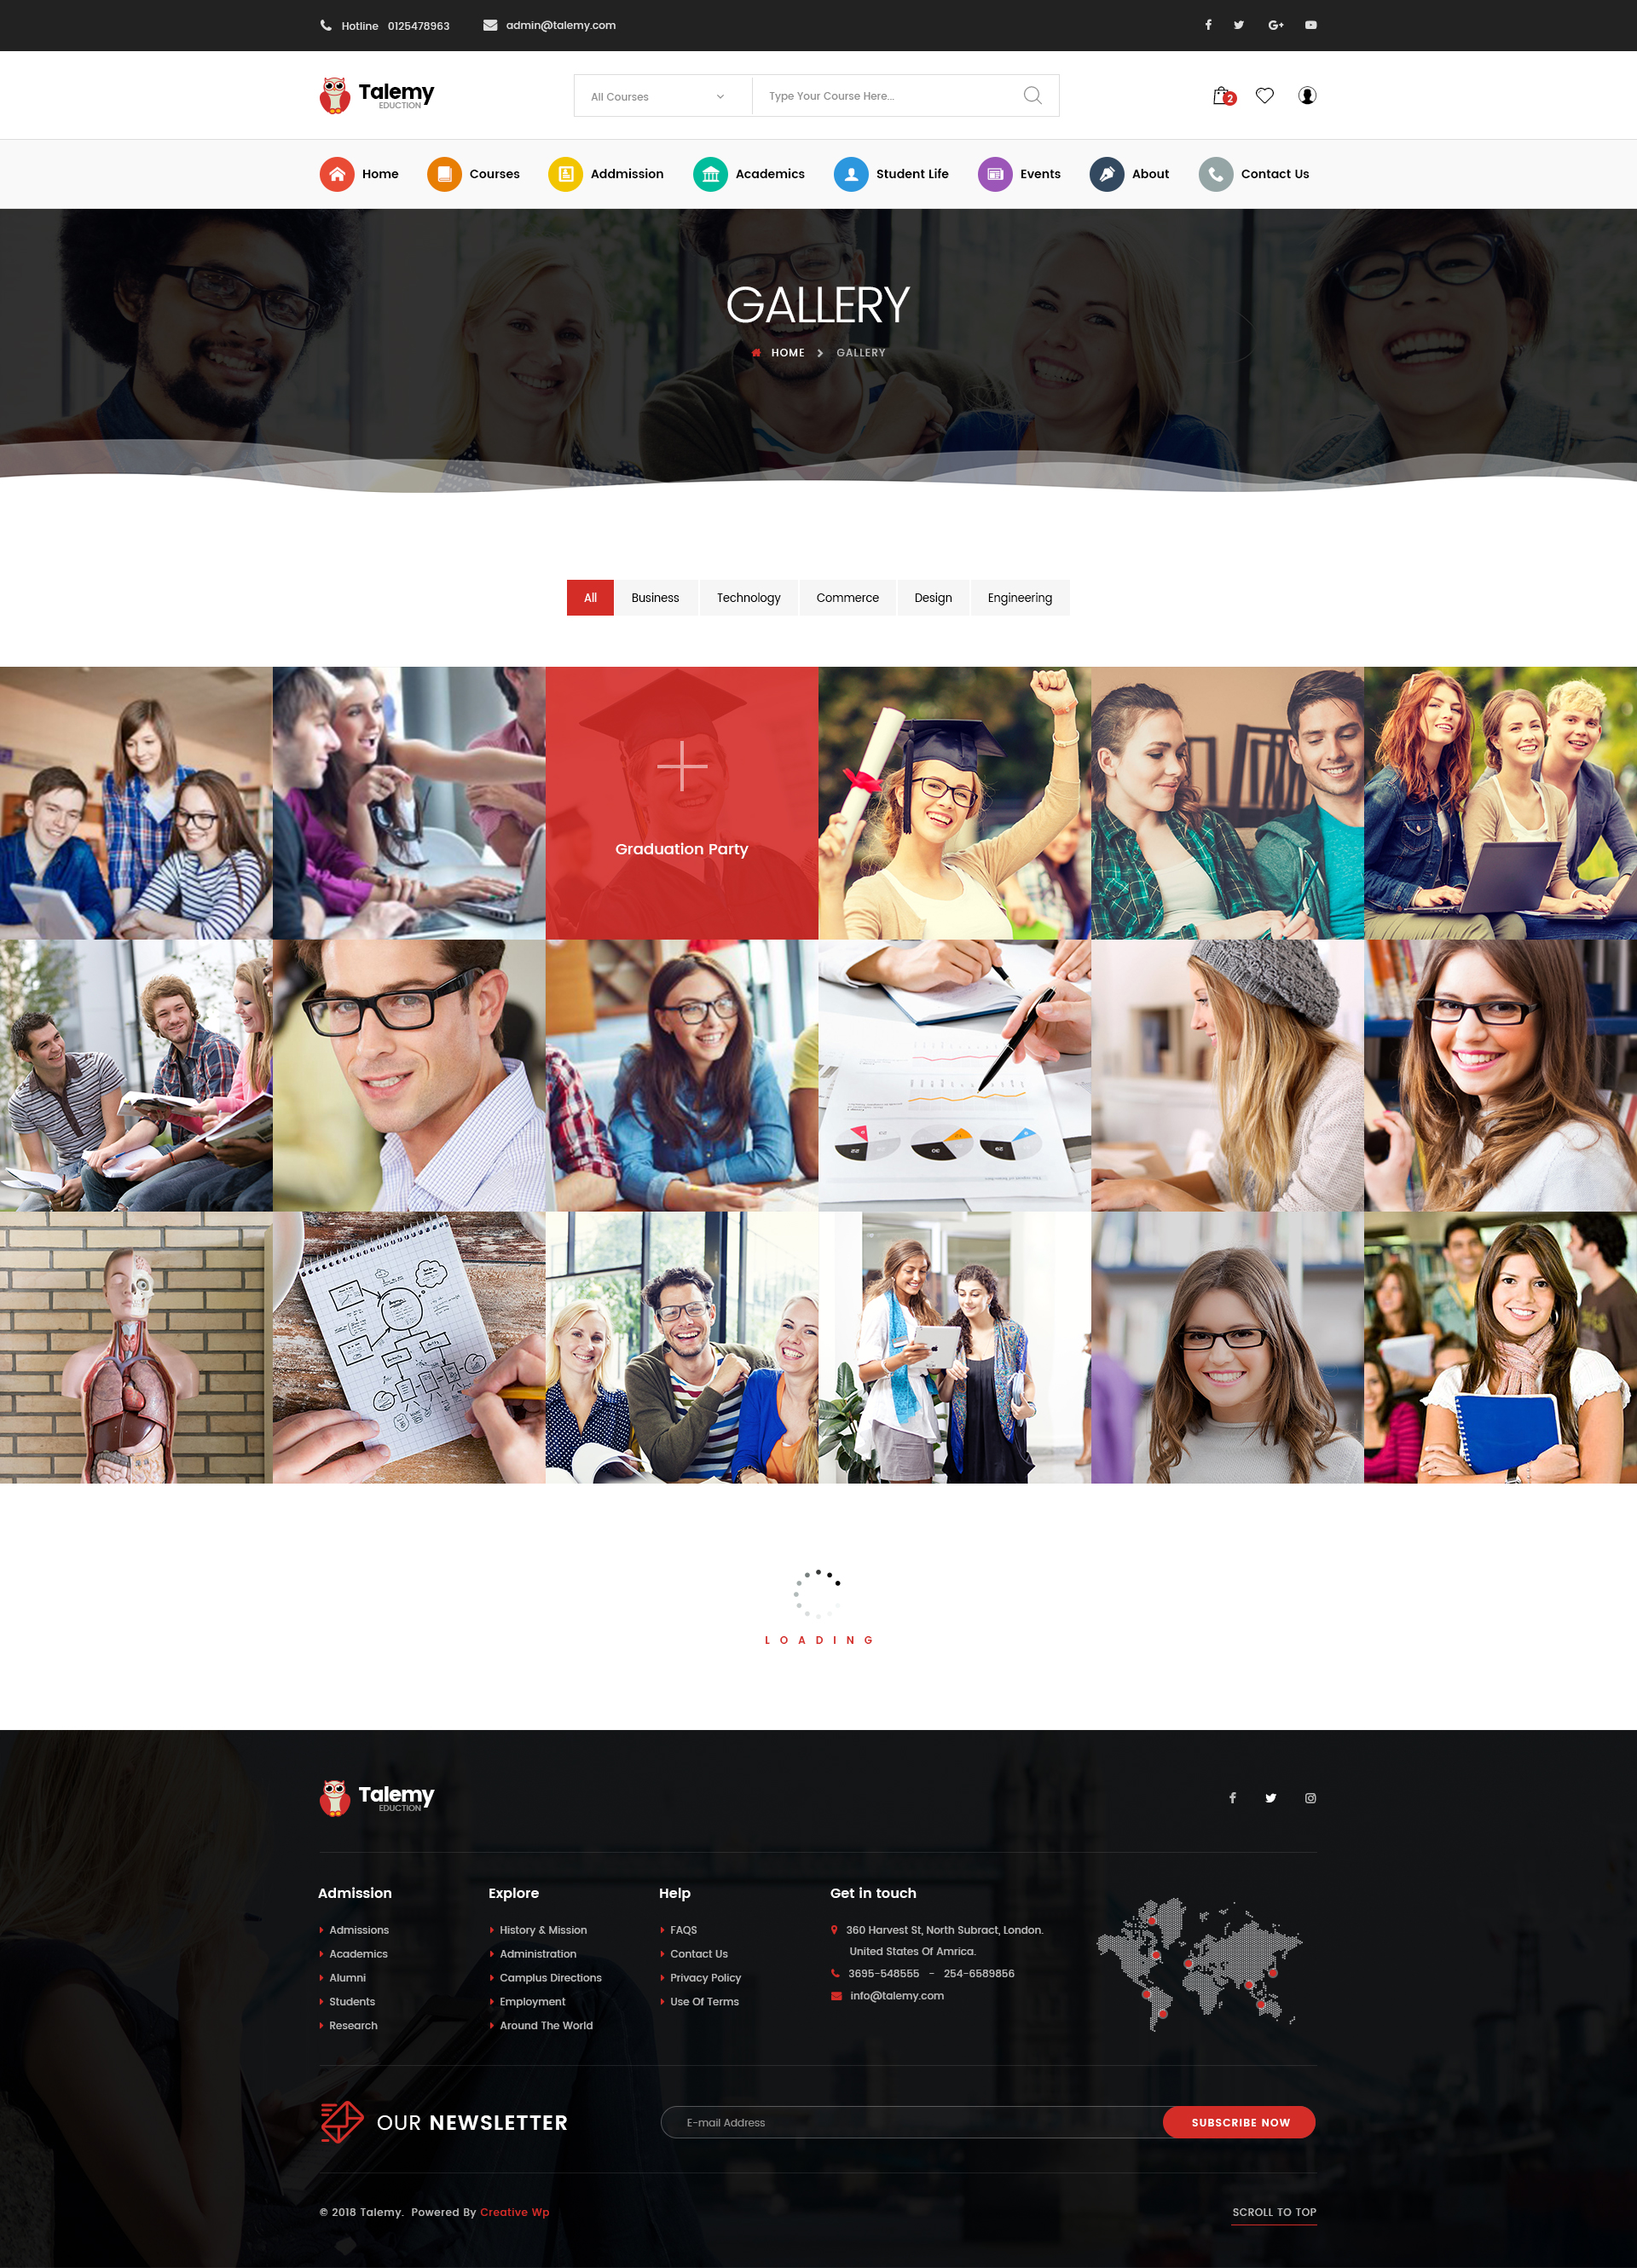 Hotline 0125478963 admin@talemy.com
Talemy
EDUCTION
All Courses
Type Your Course Here...
2
Home Courses Addmission Academics Student Life Events About Contact Us
GALLERY
HOME GALLERY
All Business Technology Commerce Design Engineering
Graduation Party
LOADING
Talemy
EDUCTION
Admission
Admissions
Academics
Alumni
Students
Research
Explore
History & Mission
Administration
Camplus Directions
Employment
Around The World
Help
FAQS
Contact Us
Privacy Policy
Use Of Terms
Get in touch
360 Harvest St, North Subract, London.
United States Of Amrica.
3695-548555 - 254-6589856
info@talemy.com
OUR NEWSLETTER
E-mail Address
SUBSCRIBE NOW
© 2018 Talemy. Powered By Creative Wp
SCROLL TO TOP